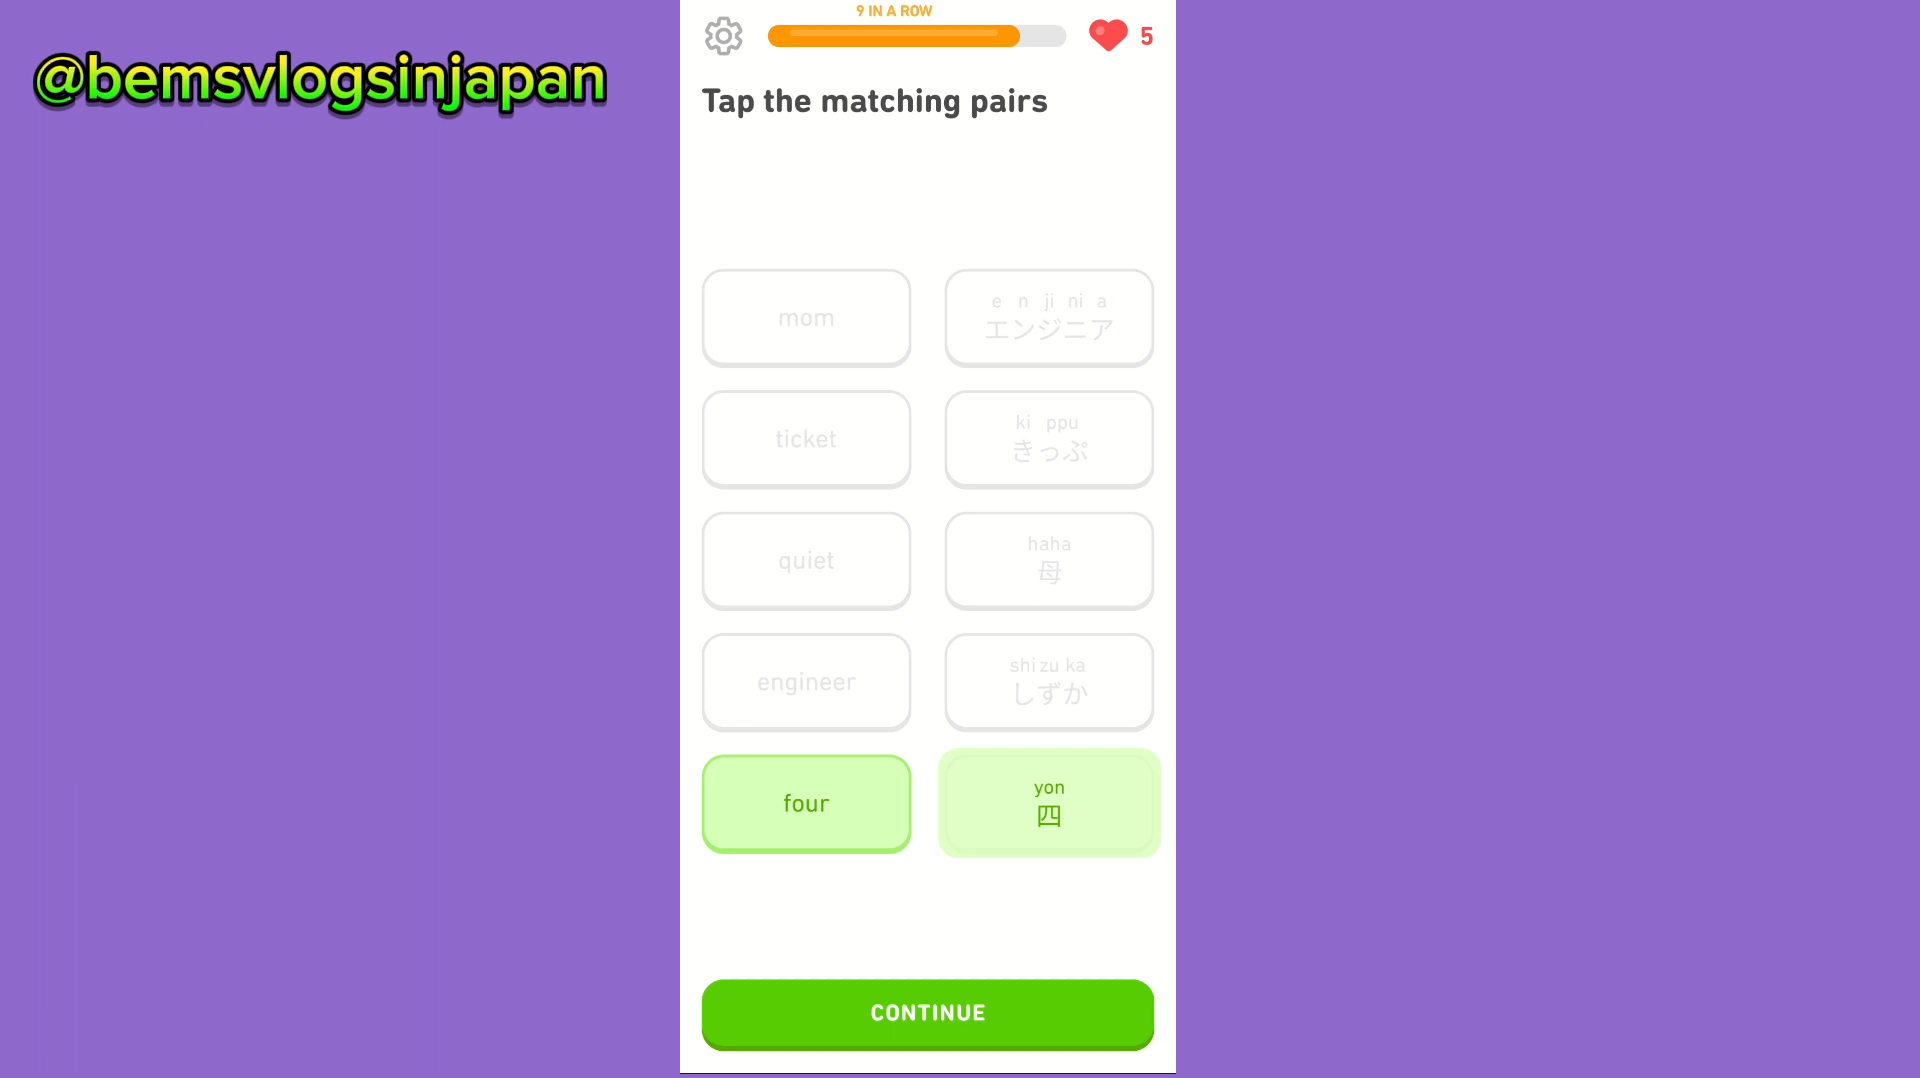 @bemsvlogsinjapan
9 IN A ROW
5
Tap the matching pairs
mom
e n ji ni a
エンジニア
ticket
ki ppu
きっぷ
quiet
haha
母
engineer
shi zu ka
しずか
four
yon
四
CONTINUE